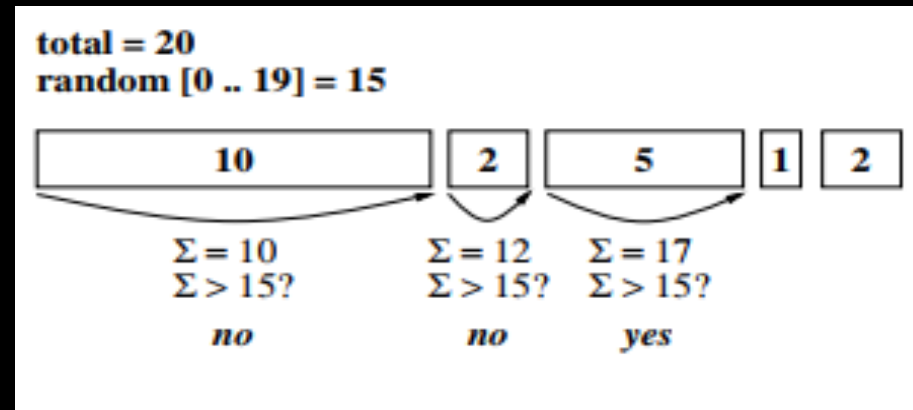 total = 20
random [0 .. 19] = 15
10 2 5 1 2
Σ = 10 Σ = 12 Σ = 17
Σ > 15? Σ > 15? Σ > 15?
no no yes